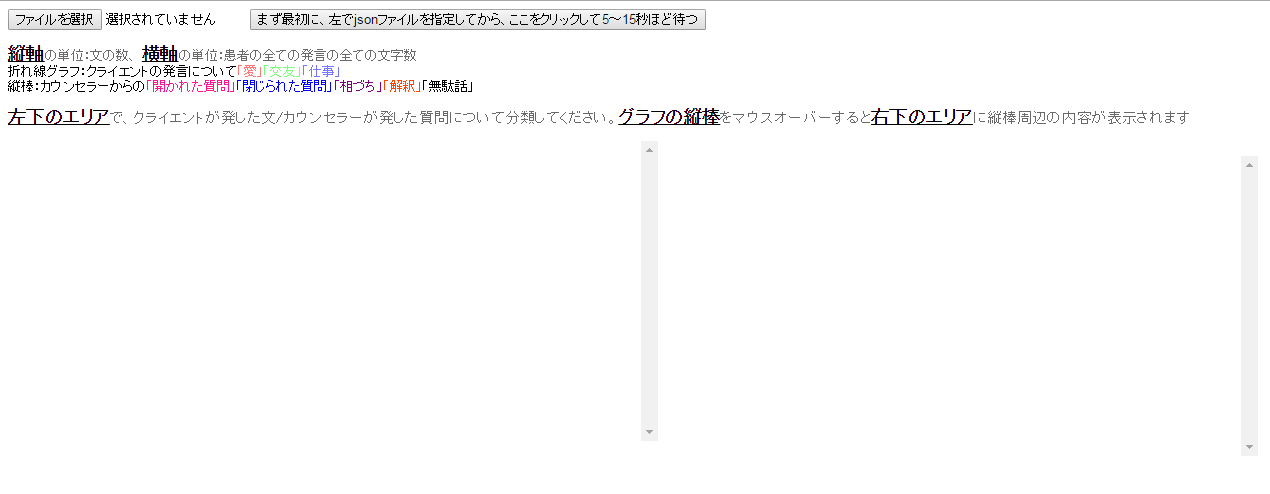 ファイルを選択 選択されていません まず最初に、左でjsonファイルを指定してから、ここをクリックして5～15秒ほど待つ
縦軸の単位：文の数、 横軸の単位：患者の全ての発言の全ての文字数
折れ線グラフ：クライエントの発言について「愛」「交友」「仕事」
縦棒：カウンセラーからの「開かれた質問」「閉じられた質問」「相づち」「解釈」「無駄話」
左下のエリアで、クライエントが発した文/カウンセラーが発した質問について分類してください。グラフの縦棒をマウスオーバーすると右下のエリアに縦棒周辺の内容が表示されます